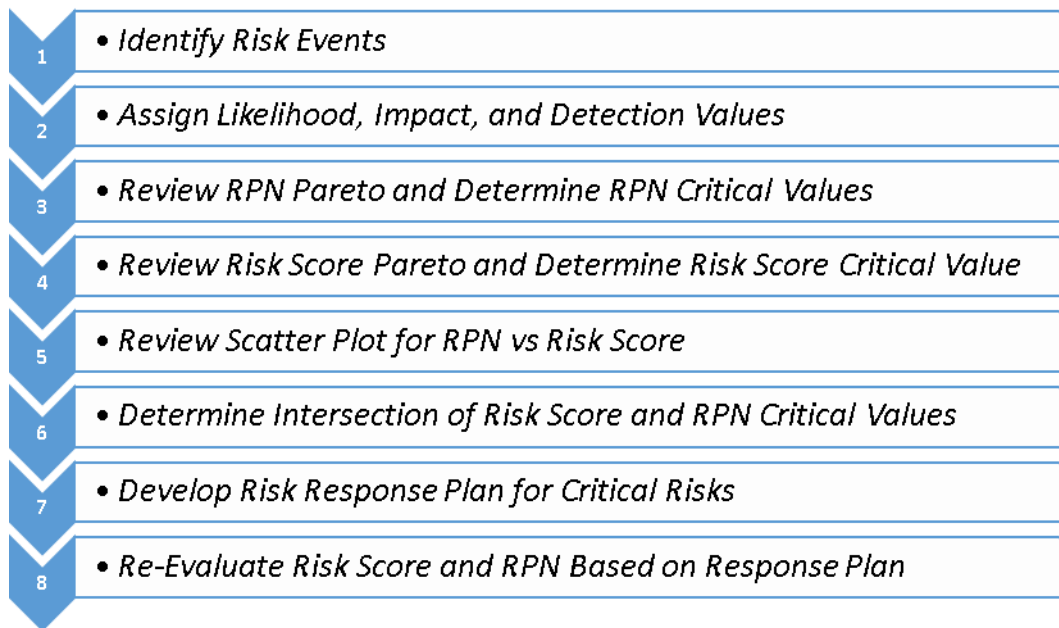 1 • Identify Risk Events
2 • Assign Likelihood, Impact, and Detection Values
3 • Review RPN Pareto and Determine RPN Critical Values
4 • Review Risk Score Pareto and Determine Risk Score Critical Value
5 • Review Scatter Plot for RPN vs Risk Score
6 • Determine Intersection of Risk Score and RPN Critical Values
7 • Develop Risk Response Plan for Critical Risks
8 • Re-Evaluate Risk Score and RPN Based on Response Plan